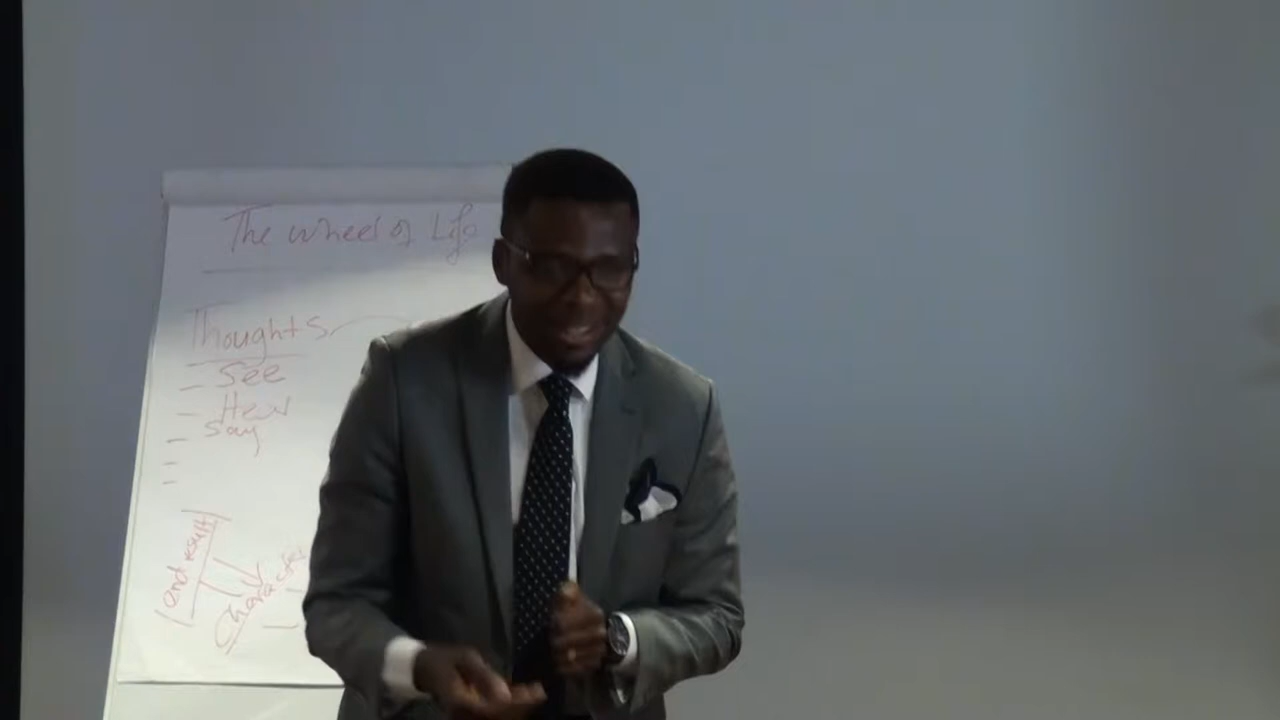 The wheel of Life
Thoughts
- See
- Hear
- Say
-
-
end result
Character